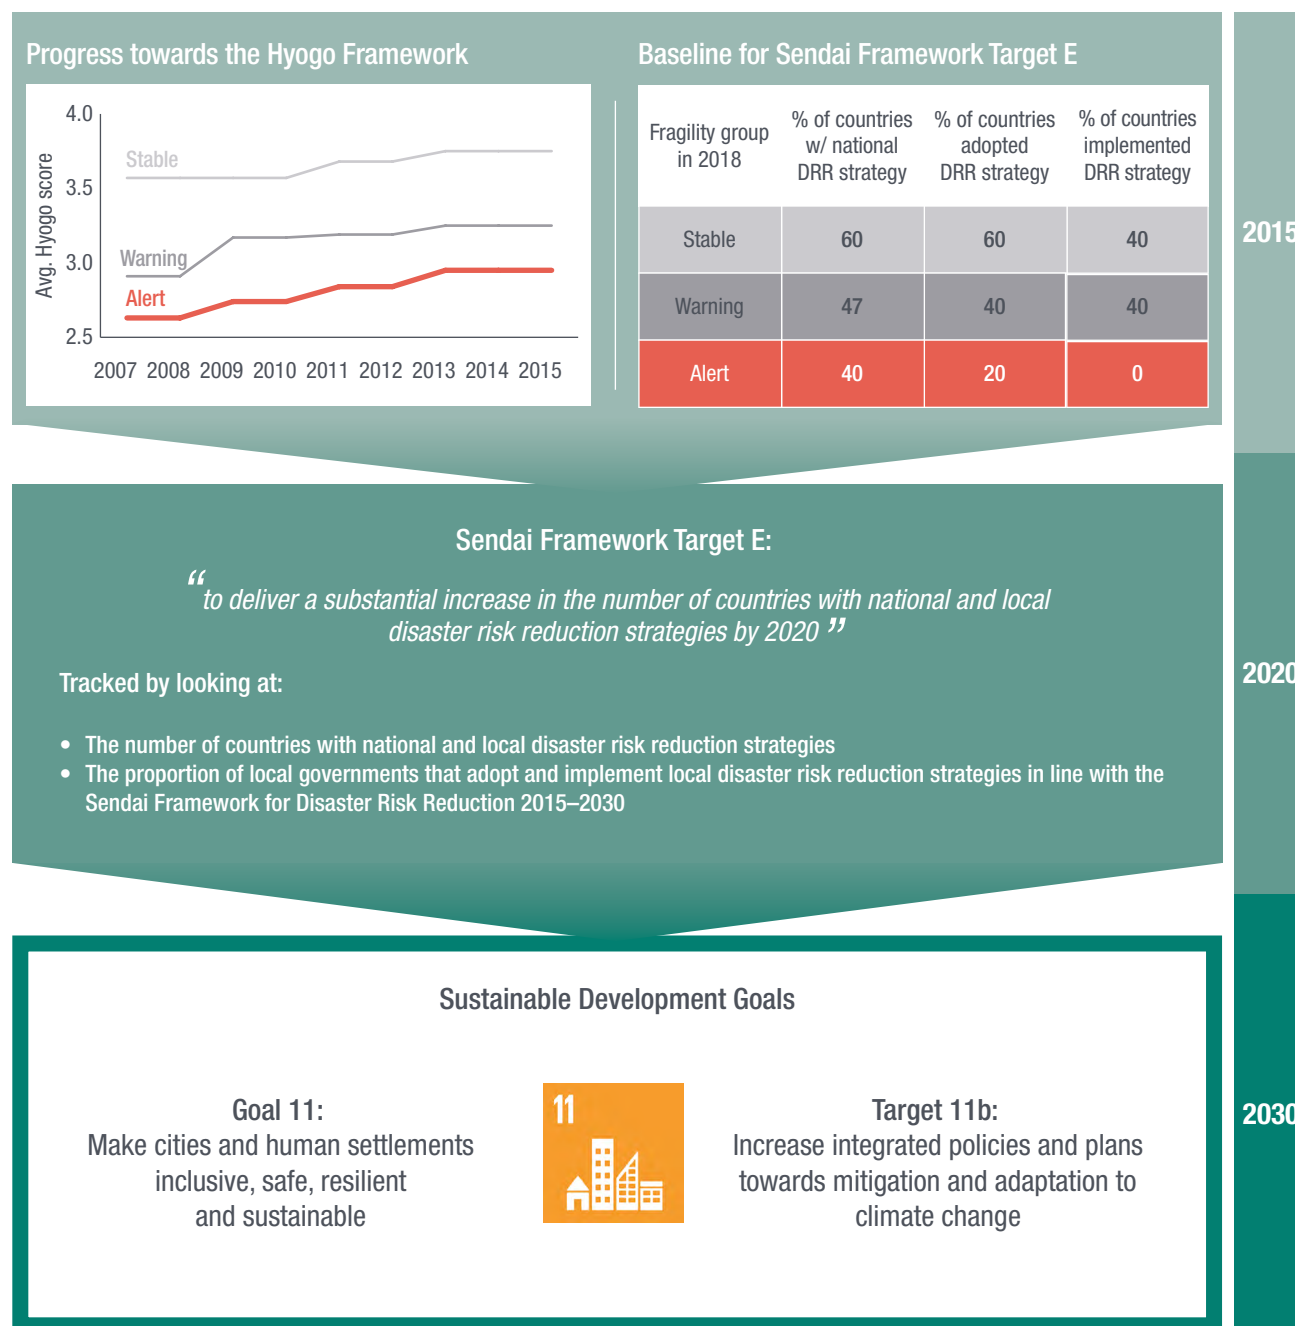 Progress towards the Hyogo Framework
Avg. Hyogo score
4.0
3.5
3.0
2.5
Stable
Warning
Alert
2007 2008 2009 2010 2011 2012 2013 2014 2015
Baseline for Sendai Framework Target E
Fragility group
in 2018
% of countries
w/ national
DRR strategy
% of countries
adopted
DRR strategy
% of countries
implemented
DRR strategy
Stable 60 60 40
Warning 47 40 40
Alert 40 20 0
2015
Sendai Framework Target E:
“to deliver a substantial increase in the number of countries with national and local
disaster risk reduction strategies by 2020”
Tracked by looking at:
• The number of countries with national and local disaster risk reduction strategies
• The proportion of local governments that adopt and implement local disaster risk reduction strategies in line with the
Sendai Framework for Disaster Risk Reduction 2015–2030
2020
Sustainable Development Goals
Goal 11:
Make cities and human settlements
inclusive, safe, resilient
and sustainable
11
Target 11b:
Increase integrated policies and plans
towards mitigation and adaptation to
climate change
2030